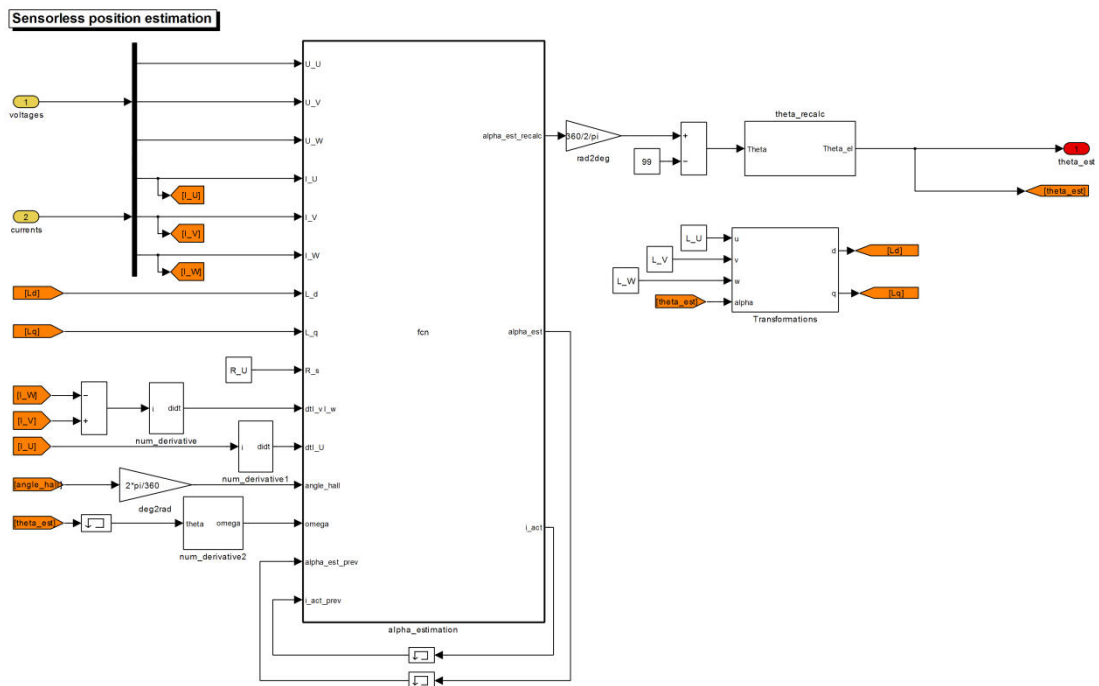 Sensorless position estimation
1
voltages
2
currents
[I_U]
[I_V]
[I_W]
[Ld]
[Lq]
R_U
[I_W]
[I_V]
[I_U]
−
+
i didt
num_derivative
i didt
num_derivative1
[angle_hall]
2*pi/360
deg2rad
[theta_est]
theta omega
num_derivative2
U_U
U_V
U_W
I_U
I_V
I_W
L_d
L_q
R_s
dtI_vI_w
dtI_U
angle_hall
omega
alpha_est_prev
i_act_prev
fcn
alpha_est_recalc
alpha_est
i_act
alpha_estimation
360/2/pi
rad2deg
99
+
−
theta_recalc
Theta Theta_el
1
theta_est
[theta_est]
L_U
L_V
L_W
[theta_est]
u
v
w
alpha
d
q
Transformations
[Ld]
[Lq]